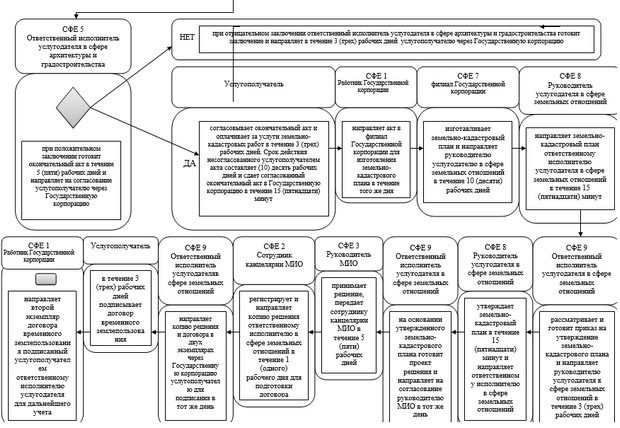 СФЕ 5
Ответственный исполнитель
услугодателя в сфере
архитектуры и
градостроительства
при положительном
заключении готовит
окончательный акт в течение
5 (пяти) рабочих дней и
направляет на согласование
услугополучателю через
Государственную
корпорацию
НЕТ
при отрицательном заключении ответственный исполнитель услугодателя в сфере архитектуры и градостроительства готовит
заключение и направляет в течение 3 (трех) рабочих дней услугополучателю через Государственную корпорацию
ДА
Услугополучатель
согласовывает окончательный акт и
оплачивает за услуги земельно-
кадастровых работ в течение 3 (трех)
рабочих дней. Срок действия
несогласованного услугополучателем
акта составляет (10) десять рабочих
дней и сдает согласованный
окончательный акт в Государственную
корпорацию в течение 15 (пятнадцати)
минут
СФЕ 1
Работник Государственной
корпорации
направляет акт в
филиал
Государственной
корпорации для
изготовления
земельно-
кадастрового
плана в течение
того же дня
СФЕ 7
филиал Государственной
корпорации
изготавливает
земельно-кадастровый
план и направляет
руководителю
услугодателю в сфере
земельных отношений
в течение 10 (десяти)
рабочих дней
СФЕ 8
Руководитель
услугодателя в сфере
земельных отношений
направляет земельно-
кадастровый план
ответственному
исполнителю
услугодателю в сфере
земельных отношений
в течение 15
(пятнадцати) минут
СФЕ 1
Работник Государственной
корпорации
направляет
второй
экземпляр
договора
временного
землепользовани
я подписанный
услугополучател
ем
ответственному
исполнителю
услугодателя
для дальнейшего
учета
Услугополучатель
в течение 3
(трех) рабочих
дней
подписывает
договор
временного
землепользова
ния
СФЕ 9
Ответственный
исполнитель
услугодателяв
сфере земельных
отношений
направляет
копию решения
и договора в
двух
экземплярах
через
Государственну
ю корпорацию
услугополучател
ю для
подписания в
тот же день
СФЕ 2
Сотрудник
канцелярии МИО
регистрирует и
направляет
копию решения
ответственному
исполнителю в
сфере земельных
отношений в
течение 1
(одного)
рабочего дня для
подготовки
договора
СФЕ 3
Руководитель
МИО
принимает
решение,
передает
сотруднику
канцелярии
МИО в
течение 5
(пяти)
рабочих
дней
СФЕ 9
Ответственный
исполнитель
услугодателя в
сфере земельных
отношений
на основании
утвержденного
земельно-
кадастрового
плана готовит
проект
решения и
направляет на
согласование
руководителю
МИО в тот же
день
СФЕ 8
Руководитель
услугодателя в сфере
земельных отношений
утверждает
земельно-
кадастровый
план в течение
15
(пятнадцати)
минут и
направляет
ответственном
у исполнителю
в сфере
земельных
отношений
СФЕ 9
Ответственный
исполнитель
услугодателя в сфере
земельных отношений
рассматривает и
готовит приказ на
утверждение
земельно-
кадастрового плана
и направляет
руководителю
услугодателя в
сфере земельных
отношений в
течение 3 (трех)
рабочих дней